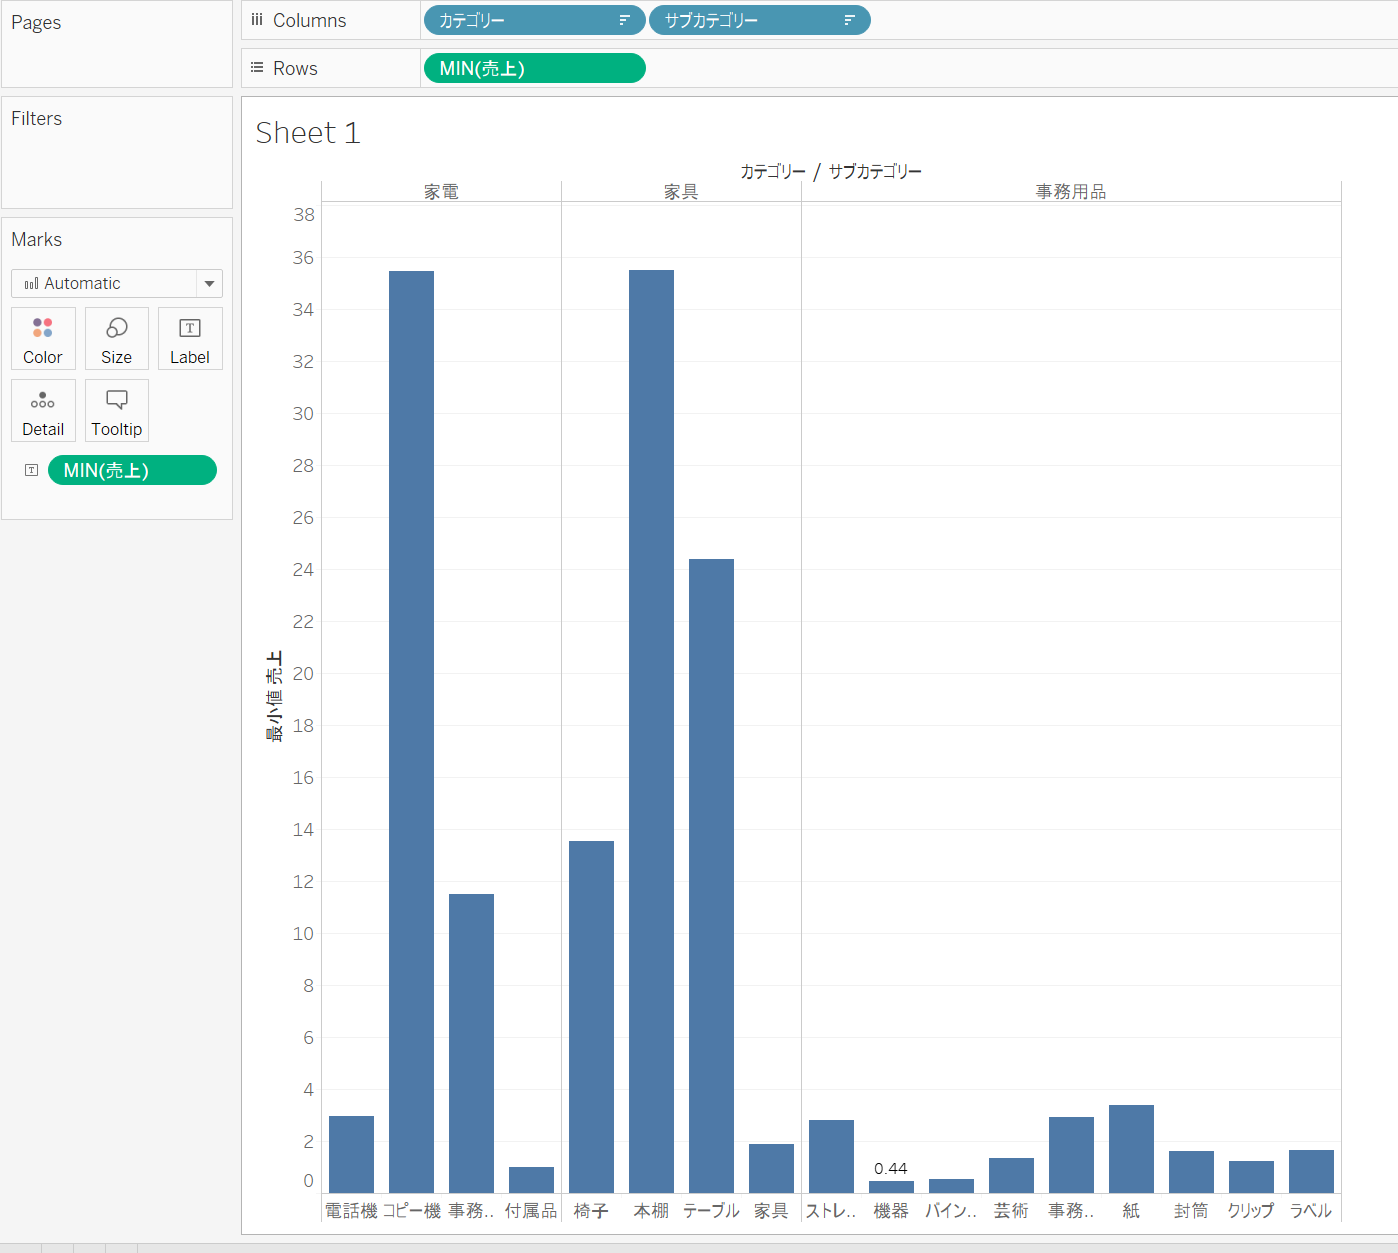 Pages
Columns
カテゴリー
サブカテゴリー
Rows
MIN(売上)
Filters
Marks
Automatic
Color
Size
Label
Detail
Tooltip
MIN(売上)
Sheet 1
カテゴリー / サブカテゴリー
家電
家具
事務用品
38
36
34
32
30
28
26
24
22
20
18
16
14
12
10
8
6
4
2
0
最小値 売上
0.44
電話機
コピー機
事務..
付属品
椅子
本棚
テーブル
家具
ストレ..
機器
バイン..
芸術
事務..
紙
封筒
クリップ
ラベル